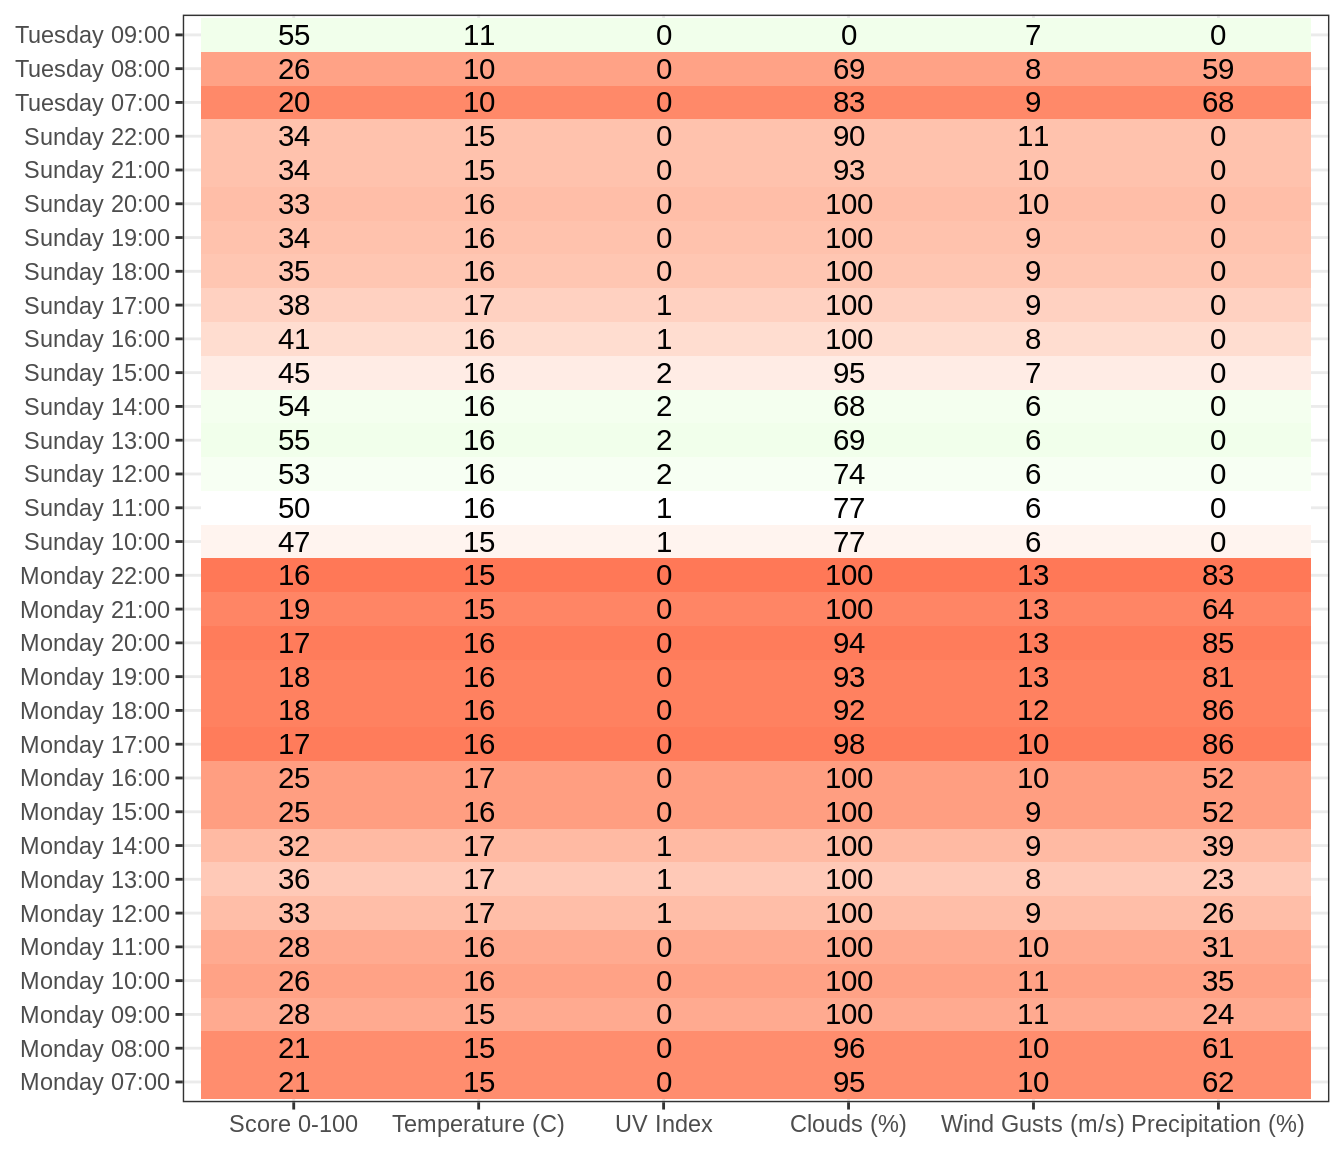 Tuesday 09:00 55 11 0 0 7 0
Tuesday 08:00 26 10 0 69 8 59
Tuesday 07:00 20 10 0 83 9 68
Sunday 22:00 34 15 0 90 11 0
Sunday 21:00 34 15 0 93 10 0
Sunday 20:00 33 16 0 100 10 0
Sunday 19:00 34 16 0 100 9 0
Sunday 18:00 35 16 0 100 9 0
Sunday 17:00 38 17 1 100 9 0
Sunday 16:00 41 16 1 100 8 0
Sunday 15:00 45 16 2 95 7 0
Sunday 14:00 54 16 2 68 6 0
Sunday 13:00 55 16 2 69 6 0
Sunday 12:00 53 16 2 74 6 0
Sunday 11:00 50 16 1 77 6 0
Sunday 10:00 47 15 1 77 6 0
Monday 22:00 16 15 0 100 13 83
Monday 21:00 19 15 0 100 13 64
Monday 20:00 17 16 0 94 13 85
Monday 19:00 18 16 0 93 13 81
Monday 18:00 18 16 0 92 12 86
Monday 17:00 17 16 0 98 10 86
Monday 16:00 25 17 0 100 10 52
Monday 15:00 25 16 0 100 9 52
Monday 14:00 32 17 1 100 9 39
Monday 13:00 36 17 1 100 8 23
Monday 12:00 33 17 1 100 9 26
Monday 11:00 28 16 0 100 10 31
Monday 10:00 26 16 0 100 11 35
Monday 09:00 28 15 0 100 11 24
Monday 08:00 21 15 0 96 10 61
Monday 07:00 21 15 0 95 10 62
Score 0-100 Temperature (C) UV Index Clouds (%) Wind Gusts (m/s) Precipitation (%)